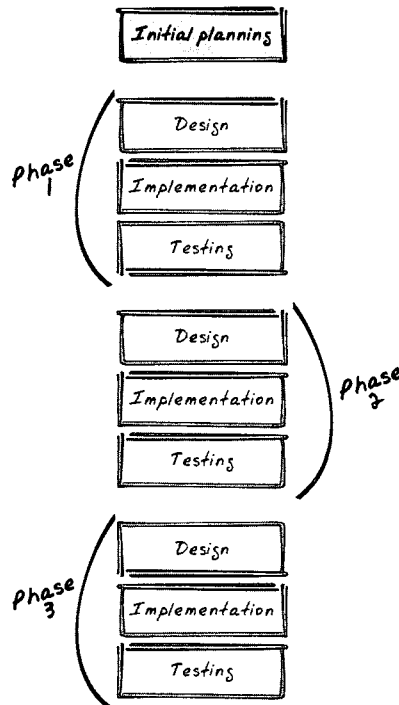 Initial planning
Phase
1
Design
Implementation
Testing
Phase
2
Design
Implementation
Testing
Phase
3
Design
Implementation
Testing